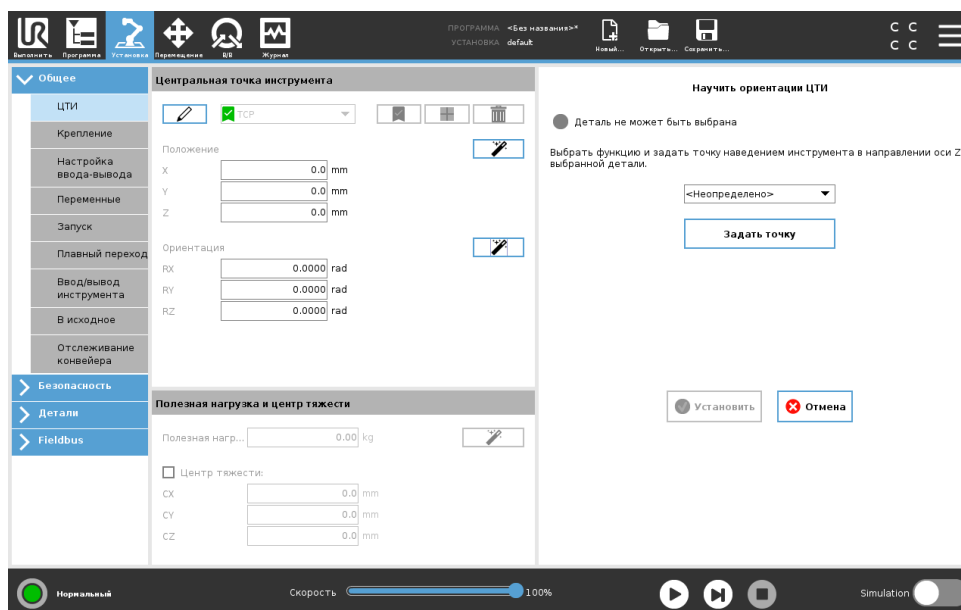 ПРОГРАММА <Без названия>*
УСТАНОВКА default
Выполнить Программа Установка Перемещение В/В Журнал
Новый... Открыть... Сохранить...
C C
C C
Общее
ЦТИ
Крепление
Настройка
ввода-вывода
Переменные
Запуск
Плавный переход
Ввод/вывод
инструмента
В исходное
Отслеживание
конвейера
Безопасность
Детали
Fieldbus
Центральная точка инструмента
TCP
Положение
X 0.0 mm
Y 0.0 mm
Z 0.0 mm
Ориентация
RX 0.0000 rad
RY 0.0000 rad
RZ 0.0000 rad
Полезная нагрузка и центр тяжести
Полезная нагр... 0.00 kg
Центр тяжести:
CX 0.0 mm
CY 0.0 mm
CZ 0.0 mm
Научить ориентации ЦТИ
Деталь не может быть выбрана
Выбрать функцию и задать точку наведением инструмента в направлении оси Z
выбранной детали.
<Неопределено>
Задать точку
Установить Отмена
Нормальный Скорость 100% Simulation